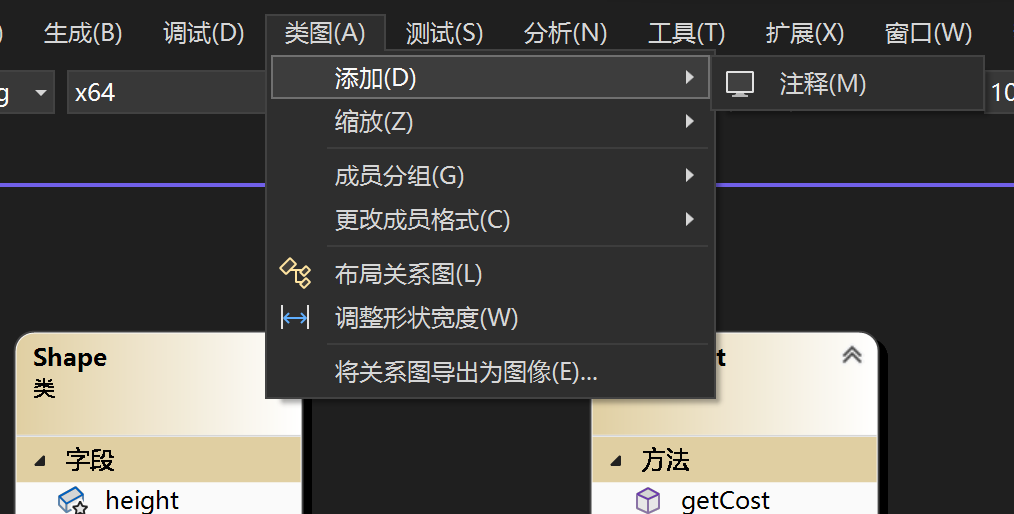 生成(B) 调试(D) 类图(A) 测试(S) 分析(N) 工具(T) 扩展(X) 窗口(W)
g x64 10
添加(D) 注释(M)
缩放(Z)
成员分组(G)
更改成员格式(C)
布局关系图(L)
调整形状宽度(W)
将关系图导出为图像(E)...
Shape
类
字段
height
t
方法
getCost